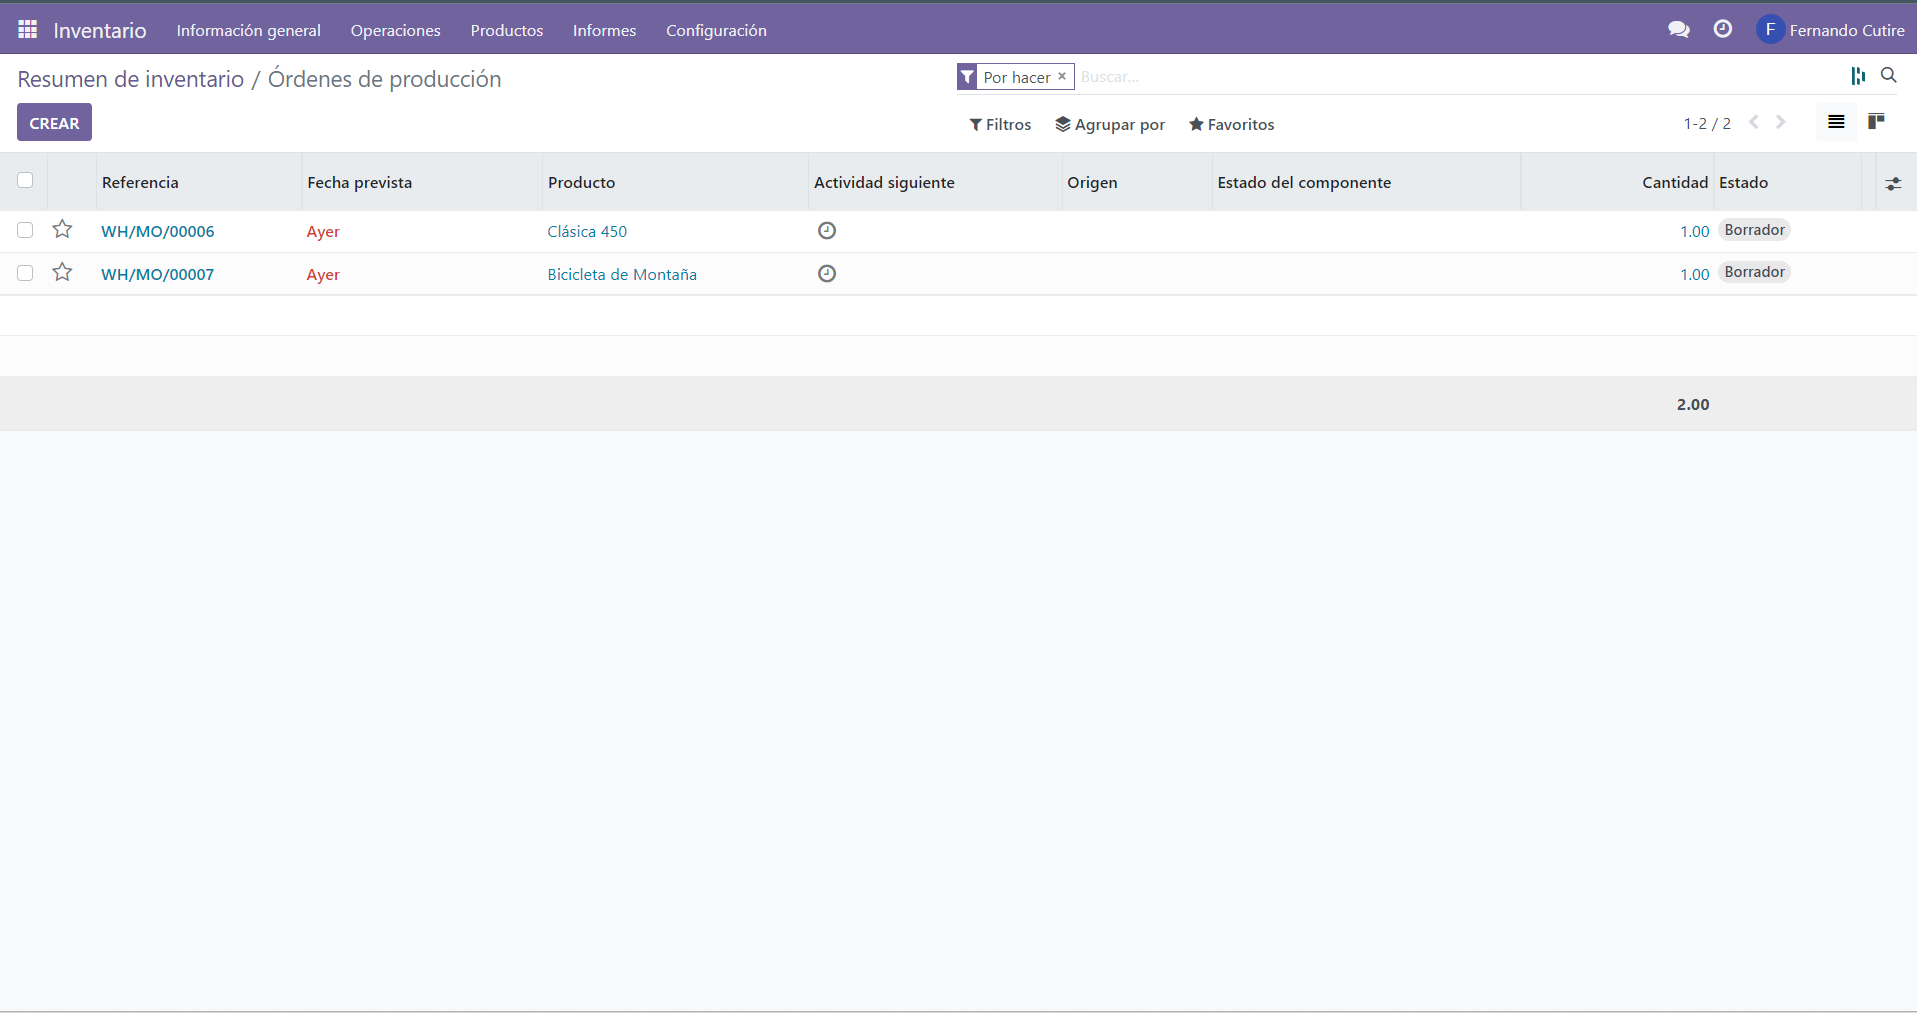 Inventario Información general Operaciones Productos Informes Configuración F Fernando Cutire
Resumen de inventario / Órdenes de producción Por hacer × Buscar...
CREAR Filtros Agrupar por Favoritos 1-2 / 2
Referencia Fecha prevista Producto Actividad siguiente Origen Estado del componente Cantidad Estado
WH/MO/00006 Ayer Clásica 450 1.00 Borrador
WH/MO/00007 Ayer Bicicleta de Montaña 1.00 Borrador
2.00